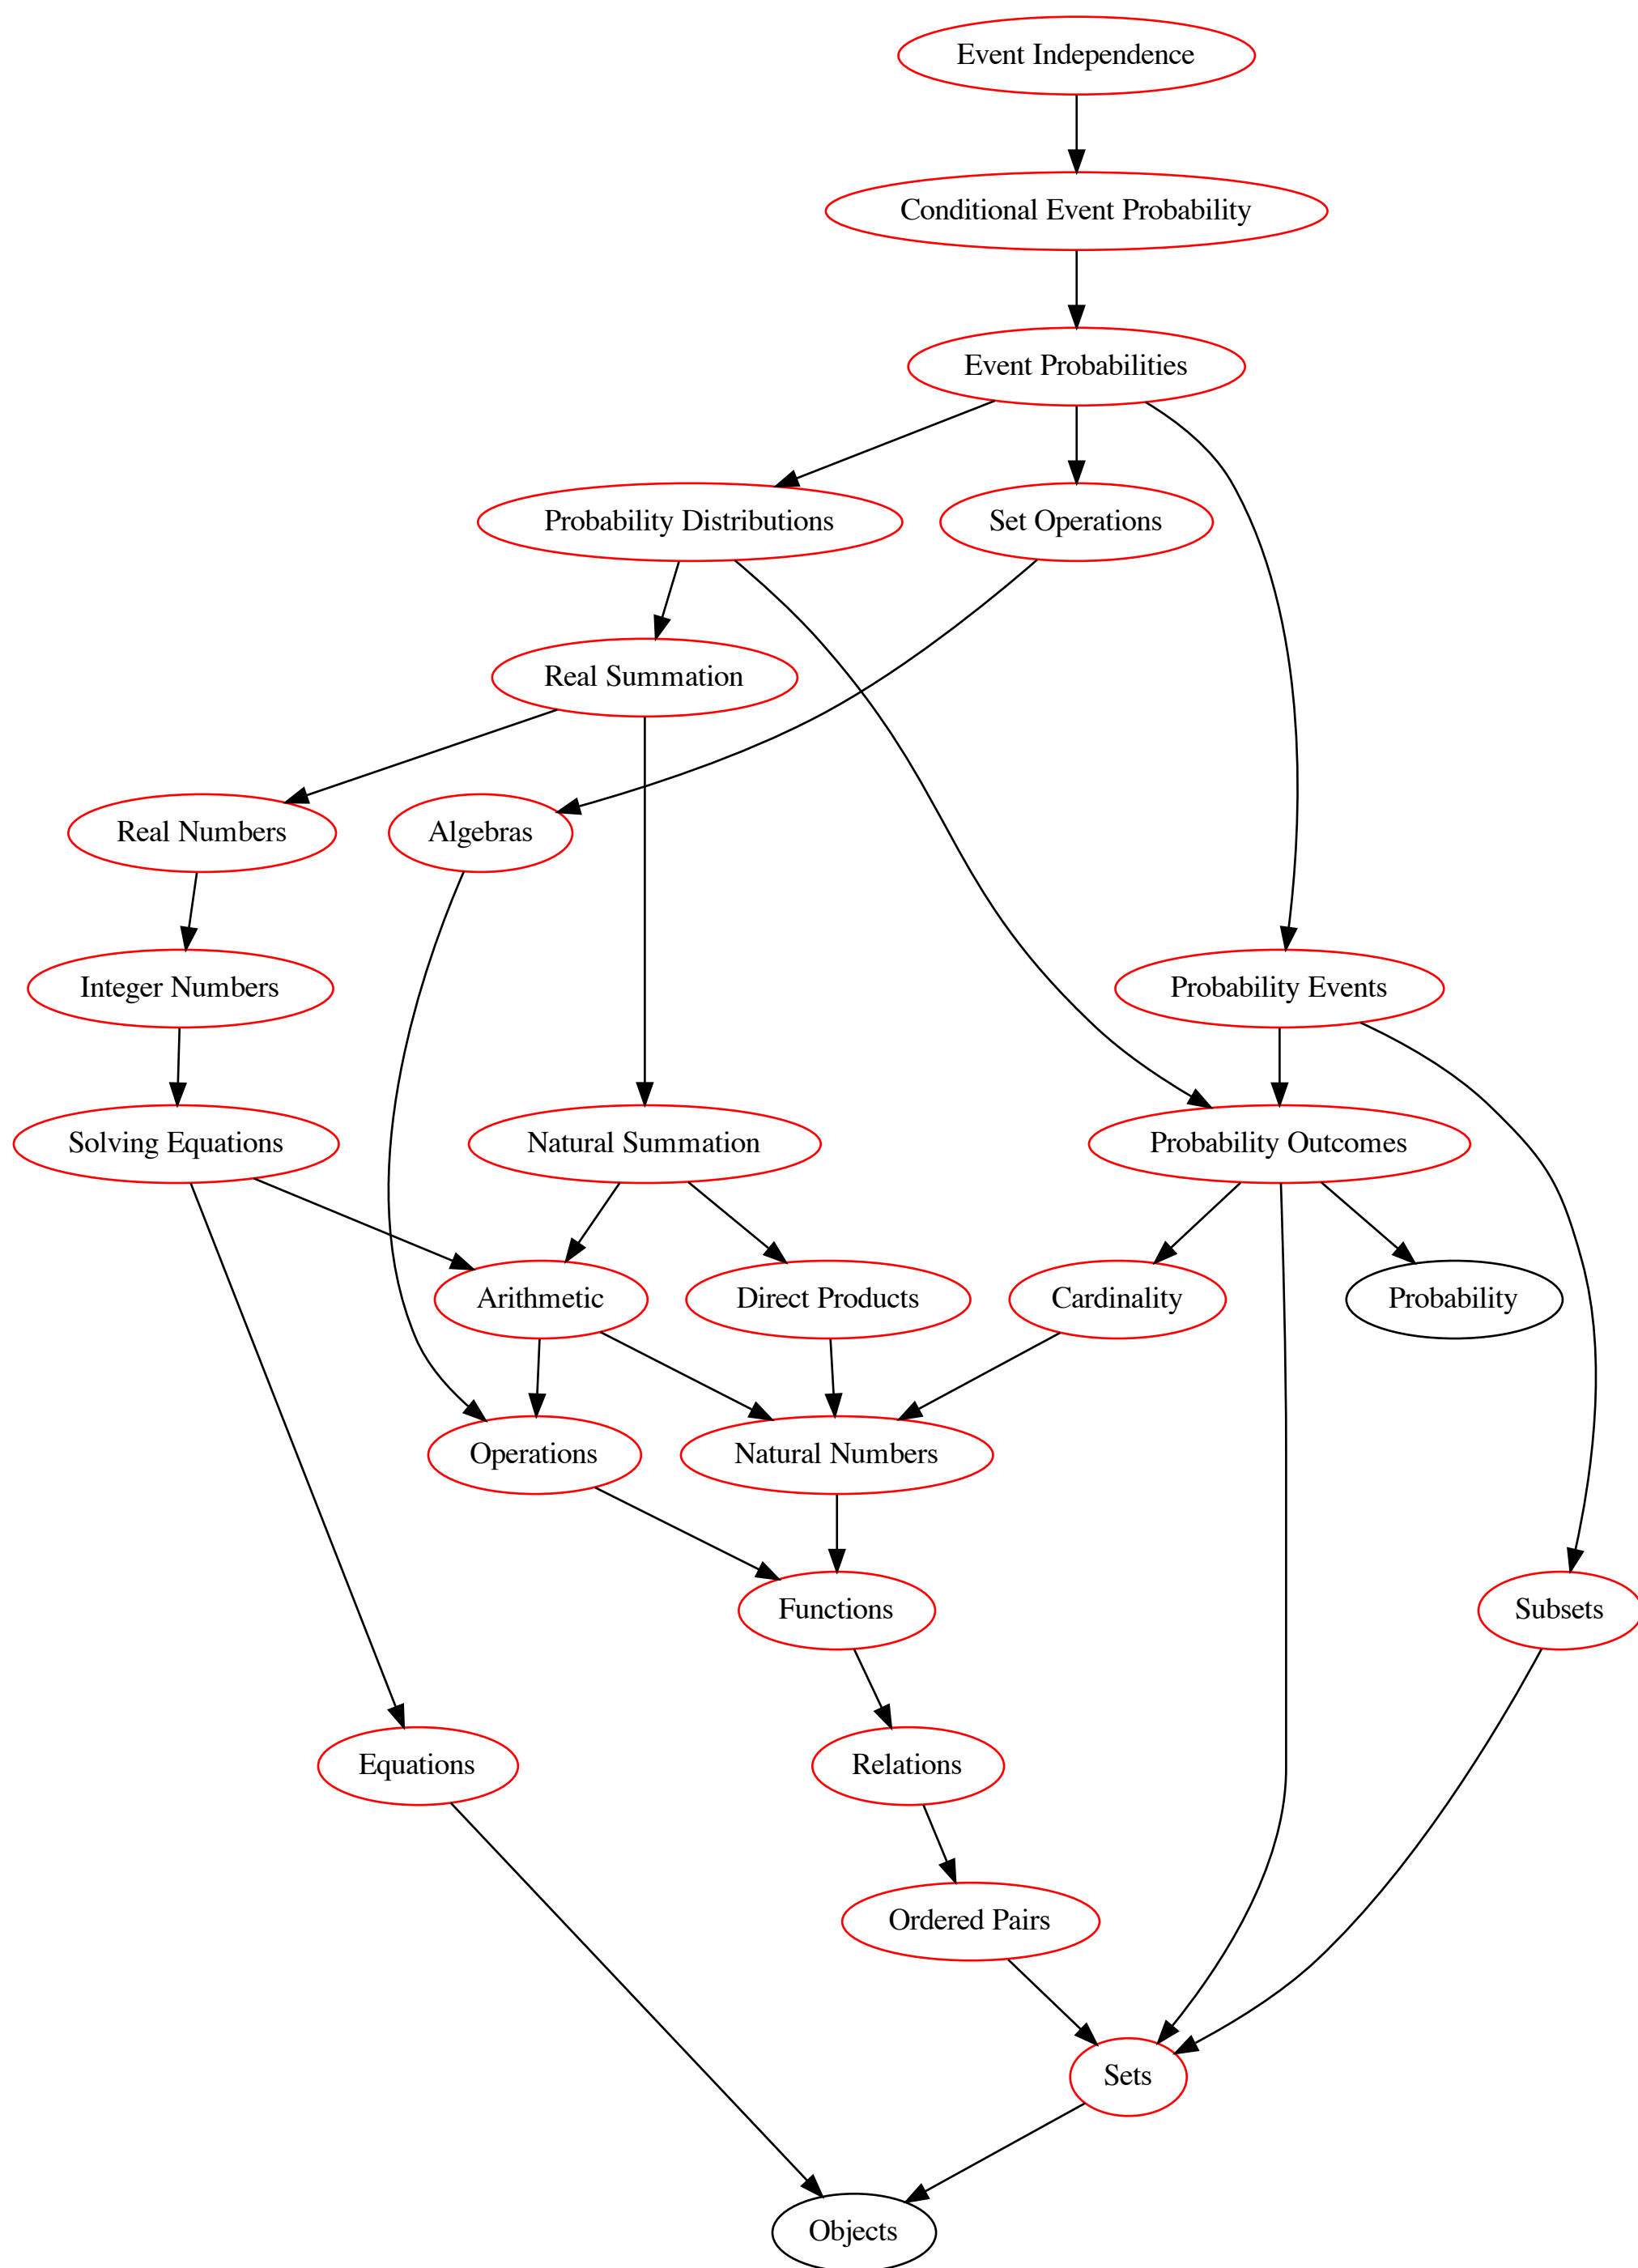 Event Independence
Conditional Event Probability
Event Probabilities
Probability Distributions
Set Operations
Real Summation
Real Numbers
Algebras
Integer Numbers
Probability Events
Solving Equations
Natural Summation
Probability Outcomes
Arithmetic
Direct Products
Cardinality
Probability
Operations
Natural Numbers
Functions
Subsets
Equations
Relations
Ordered Pairs
Sets
Objects